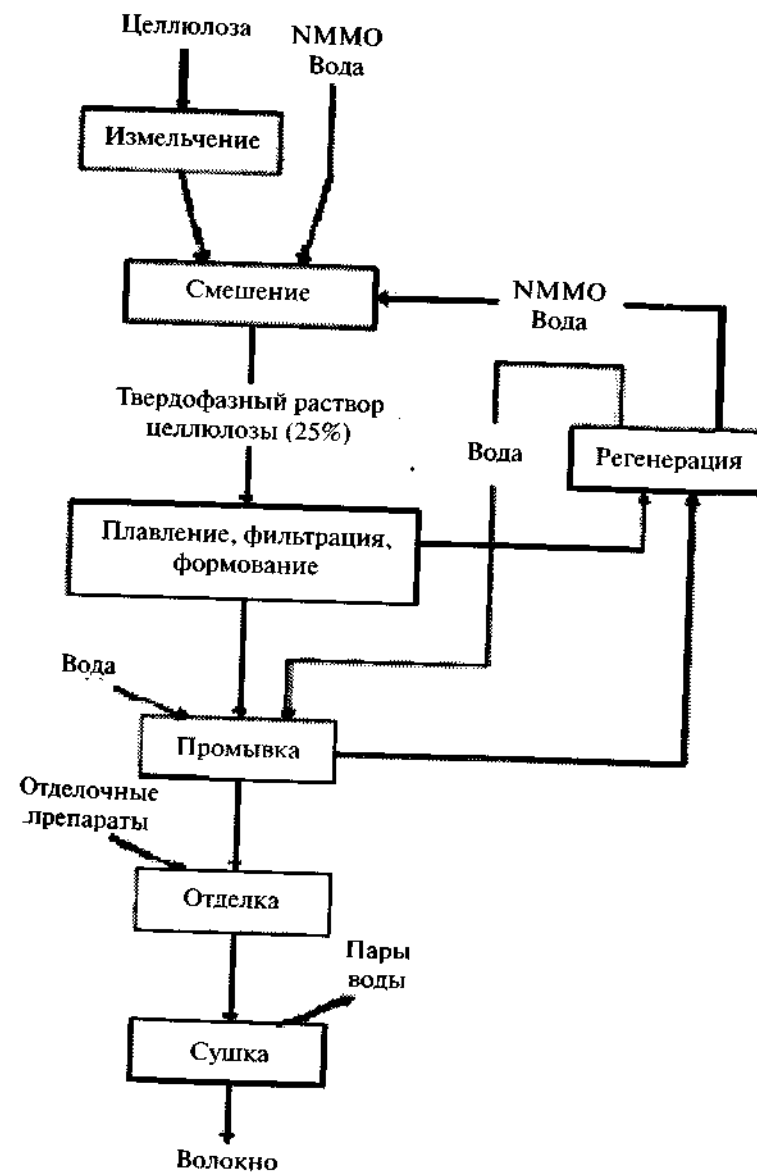 Целлюлоза
NMMO
Вода
Измельчение
Смешение
NMMO
Вода
Твердофазный раствор
целлюлозы (25%)
Вода
Регенерация
Плавление, фильтрация,
формование
Вода
Промывка
Отделочные
препараты
Отделка
Пары
воды
Сушка
Волокно